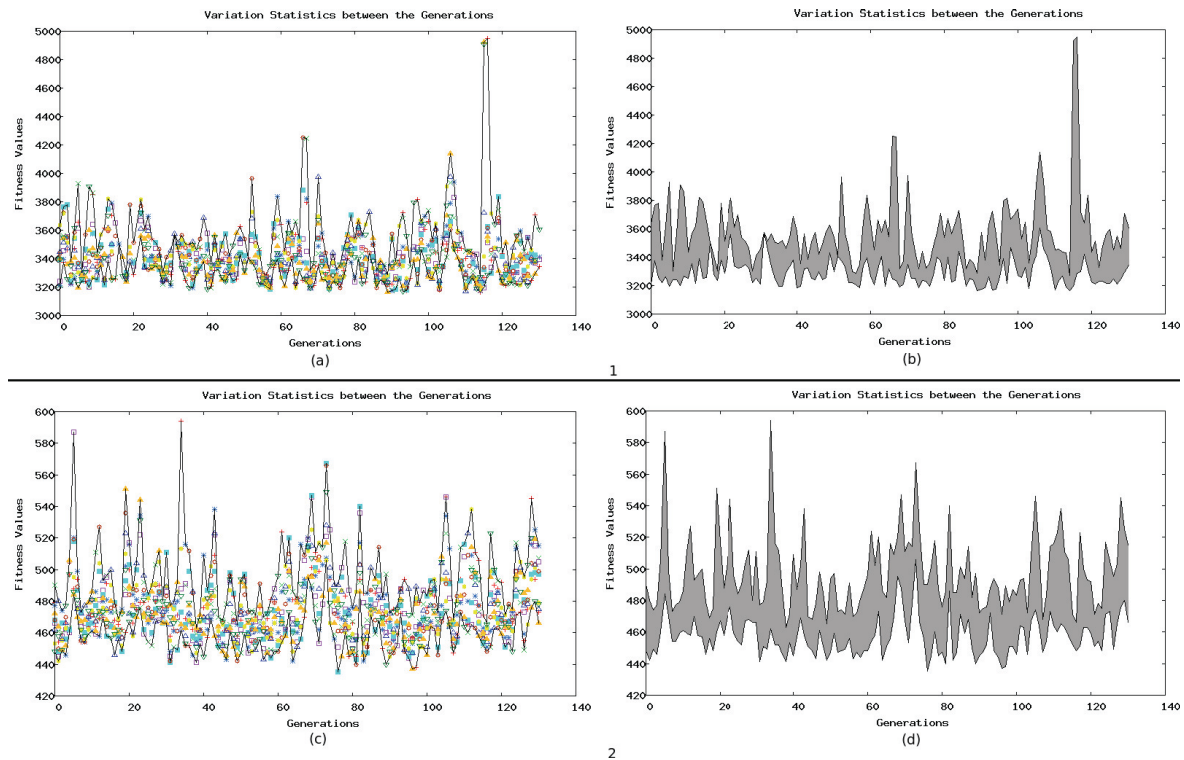 Variation Statistics between the Generations
5000
4800
4600
4400
4200
4000
3800
3600
3400
3200
3000
Fitness Values
0 20 40 60 80 100 120 140
Generations
(a)
Variation Statistics between the Generations
5000
4800
4600
4400
4200
4000
3800
3600
3400
3200
3000
Fitness Values
0 20 40 60 80 100 120 140
Generations
(b)
1
Variation Statistics between the Generations
600
580
560
540
520
500
480
460
440
420
Fitness Values
0 20 40 60 80 100 120 140
Generations
(c)
Variation Statistics between the Generations
600
580
560
540
520
500
480
460
440
420
Fitness Values
0 20 40 60 80 100 120 140
Generations
(d)
2